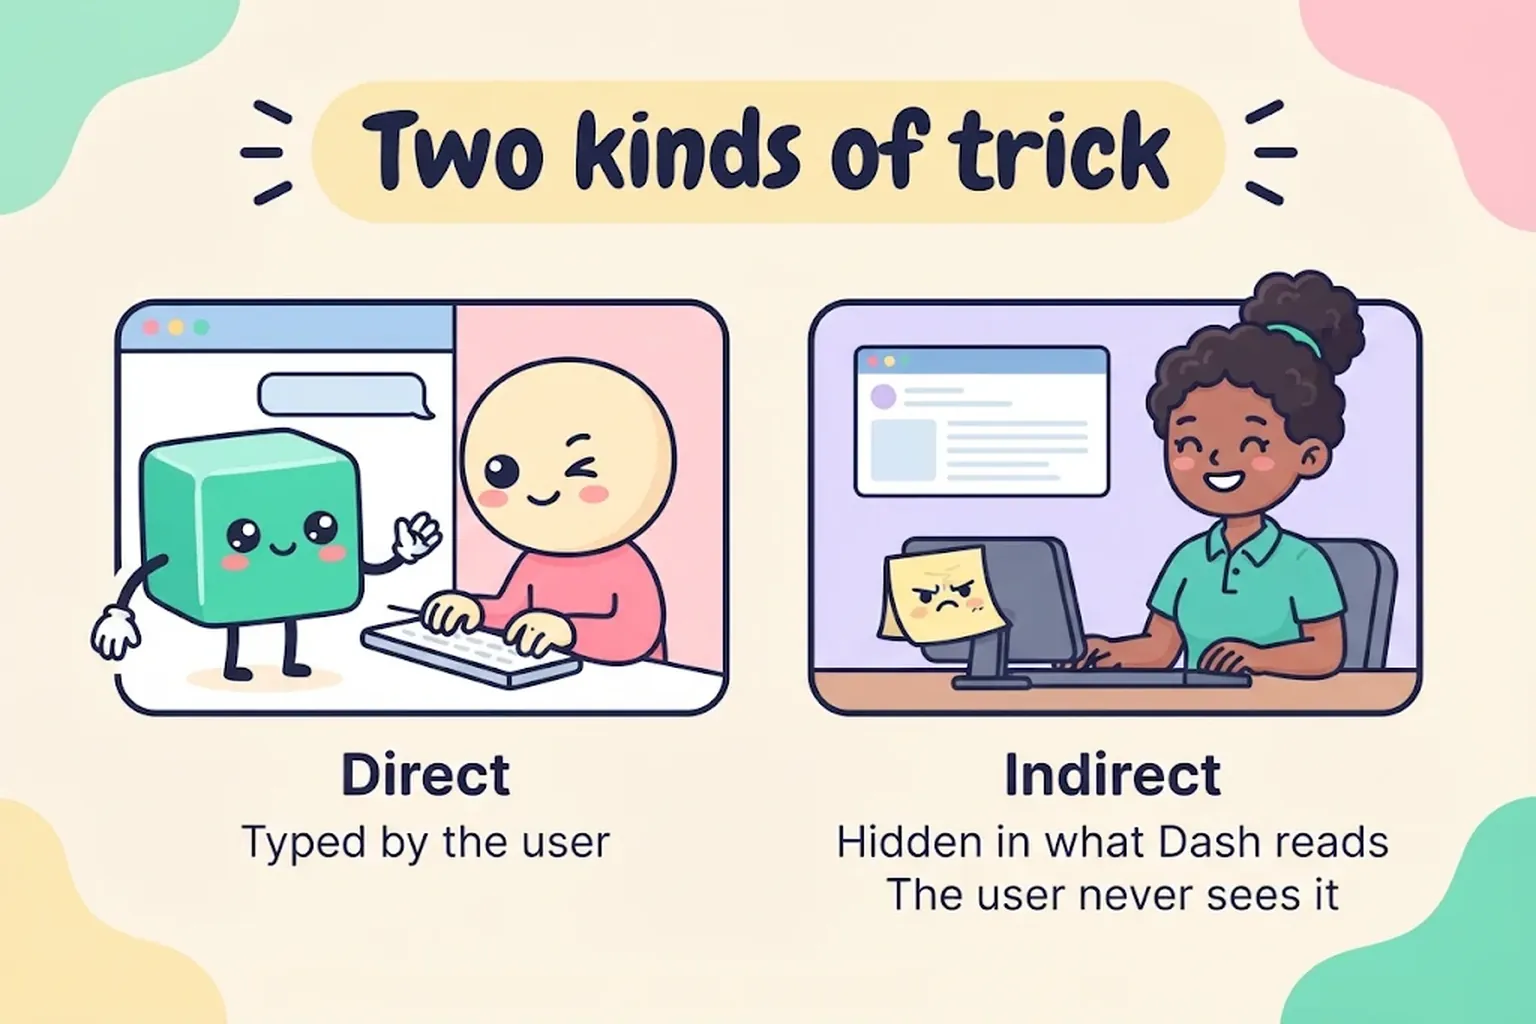 Two kinds of trick
Direct
Typed by the user
Indirect
Hidden in what Dash reads
The user never sees it